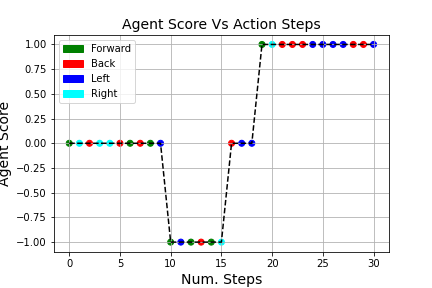 Agent Score Vs Action Steps
Agent Score
1.00
0.75
0.50
0.25
0.00
−0.25
−0.50
−0.75
−1.00
Forward
Back
Left
Right
0 5 10 15 20 25 30
Num. Steps